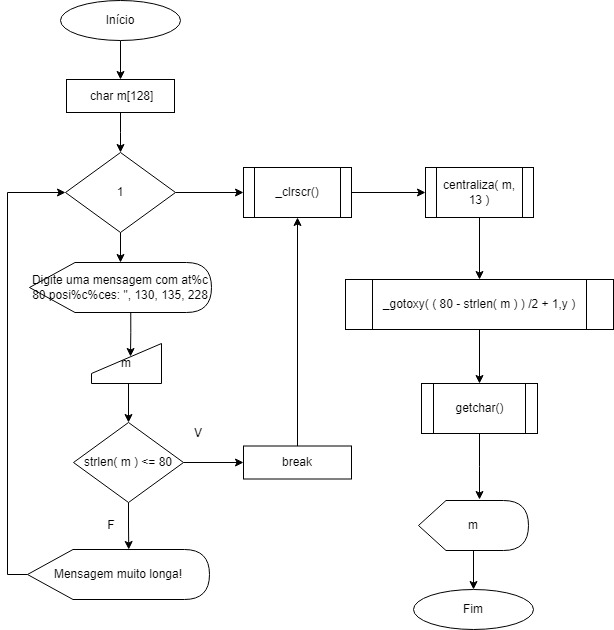 Início
char m[128]
1
_clrscr()
centraliza( m,
13 )
Digite uma mensagem com at%c
80 posi%c%ces: ", 130, 135, 228
_gotoxy( ( 80 - strlen( m ) ) /2 + 1,y )
m
getchar()
V
strlen( m ) <= 80
break
F
m
Mensagem muito longa!
Fim